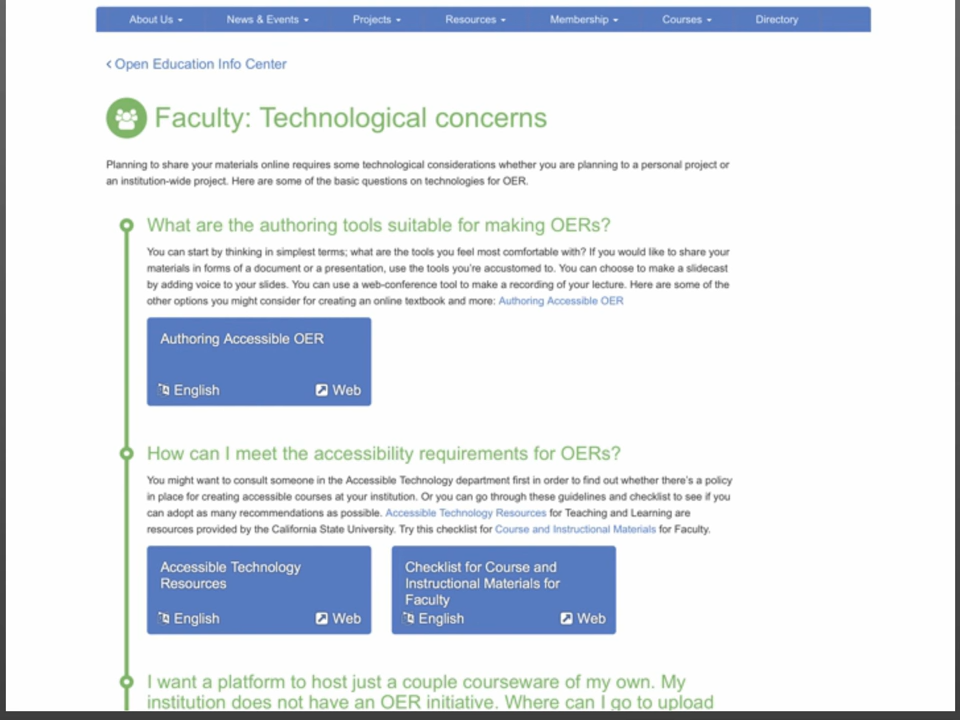 About Us News & Events Projects Resources Membership Courses Directory
Open Education Info Center
Faculty: Technological concerns
Planning to share your materials online requires some technological considerations whether you are planning to a personal project or
an institution-wide project. Here are some of the basic questions on technologies for OER.
What are the authoring tools suitable for making OERs?
You can start by thinking in simplest terms; what are the tools you feel most comfortable with? If you would like to share your
materials in forms of a document or a presentation, use the tools you're accustomed to. You can choose to make a slidecast
by adding voice to your slides. You can use a web-conference tool to make a recording of your lecture. Here are some of the
other options you might consider for creating an online textbook and more: Authoring Accessible OER
Authoring Accessible OER
English Web
How can I meet the accessibility requirements for OERs?
You might want to consult someone in the Accessible Technology department first in order to find out whether there's a policy
in place for creating accessible courses at your institution. Or you can go through these guidelines and checklist to see if you
can adopt as many recommendations as possible. Accessible Technology Resources for Teaching and Learning are
resources provided by the California State University. Try this checklist for Course and Instructional Materials for Faculty.
Accessible Technology
Resources
English Web
Checklist for Course and
Instructional Materials for
Faculty
English Web
I want a platform to host just a couple courseware of my own. My
institution does not have an OER initiative. Where can I go to upload